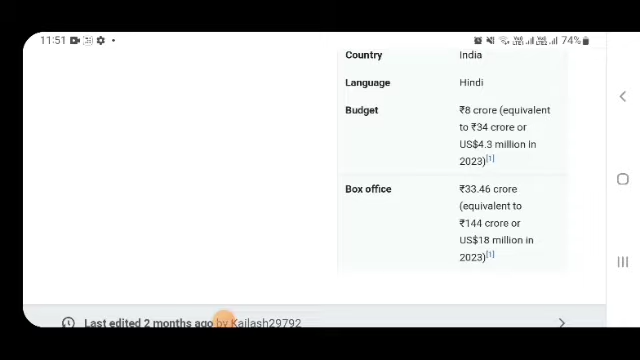 11:51
74%
Country India
Language Hindi
Budget ₹8 crore (equivalent
to ₹34 crore or
US$4.3 million in
2023)[1]
Box office ₹33.46 crore
(equivalent to
₹144 crore or
US$18 million in
2023)[1]
Last edited 2 months ago by Kailash29792